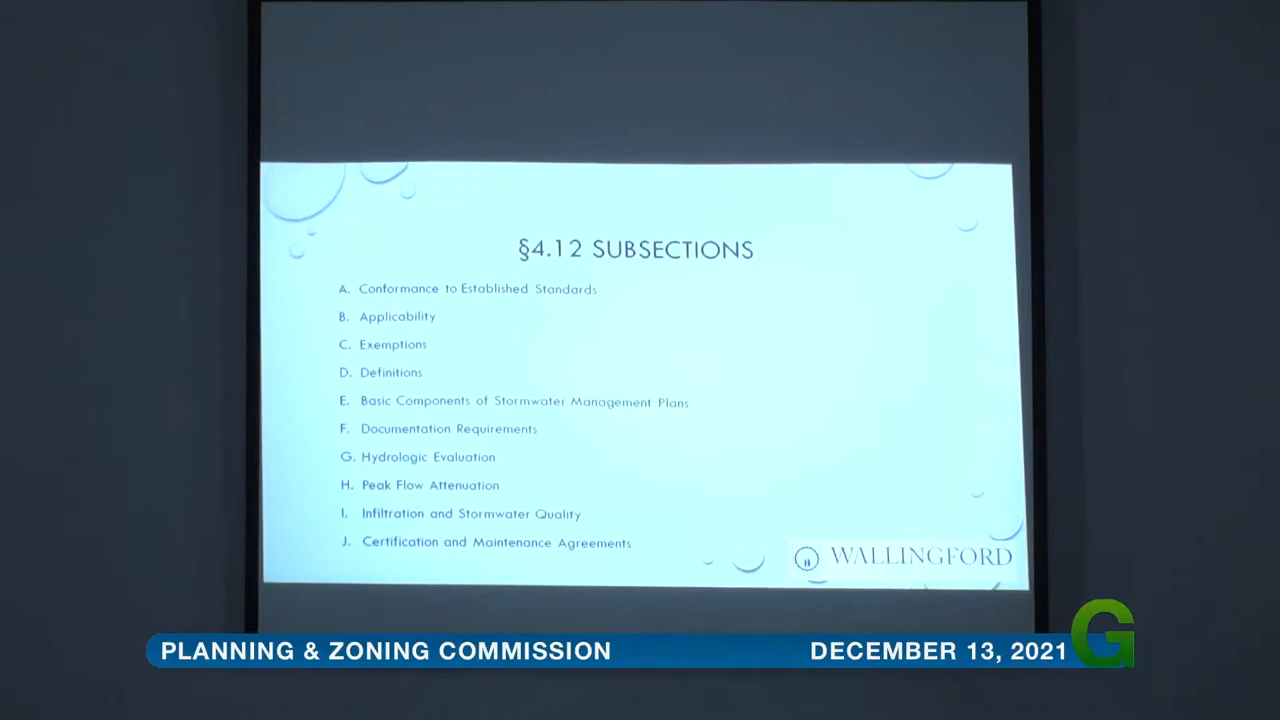 §4.12 SUBSECTIONS
A. Conformance to Established Standards
B. Applicability
C. Exemptions
D. Definitions
E. Basic Components of Stormwater Management Plans
F. Documentation Requirements
G. Hydrologic Evaluation
H. Peak Flow Attenuation
I. Infiltration and Stormwater Quality
J. Certification and Maintenance Agreements
WALLINGFORD
PLANNING & ZONING COMMISSION DECEMBER 13, 2021 G